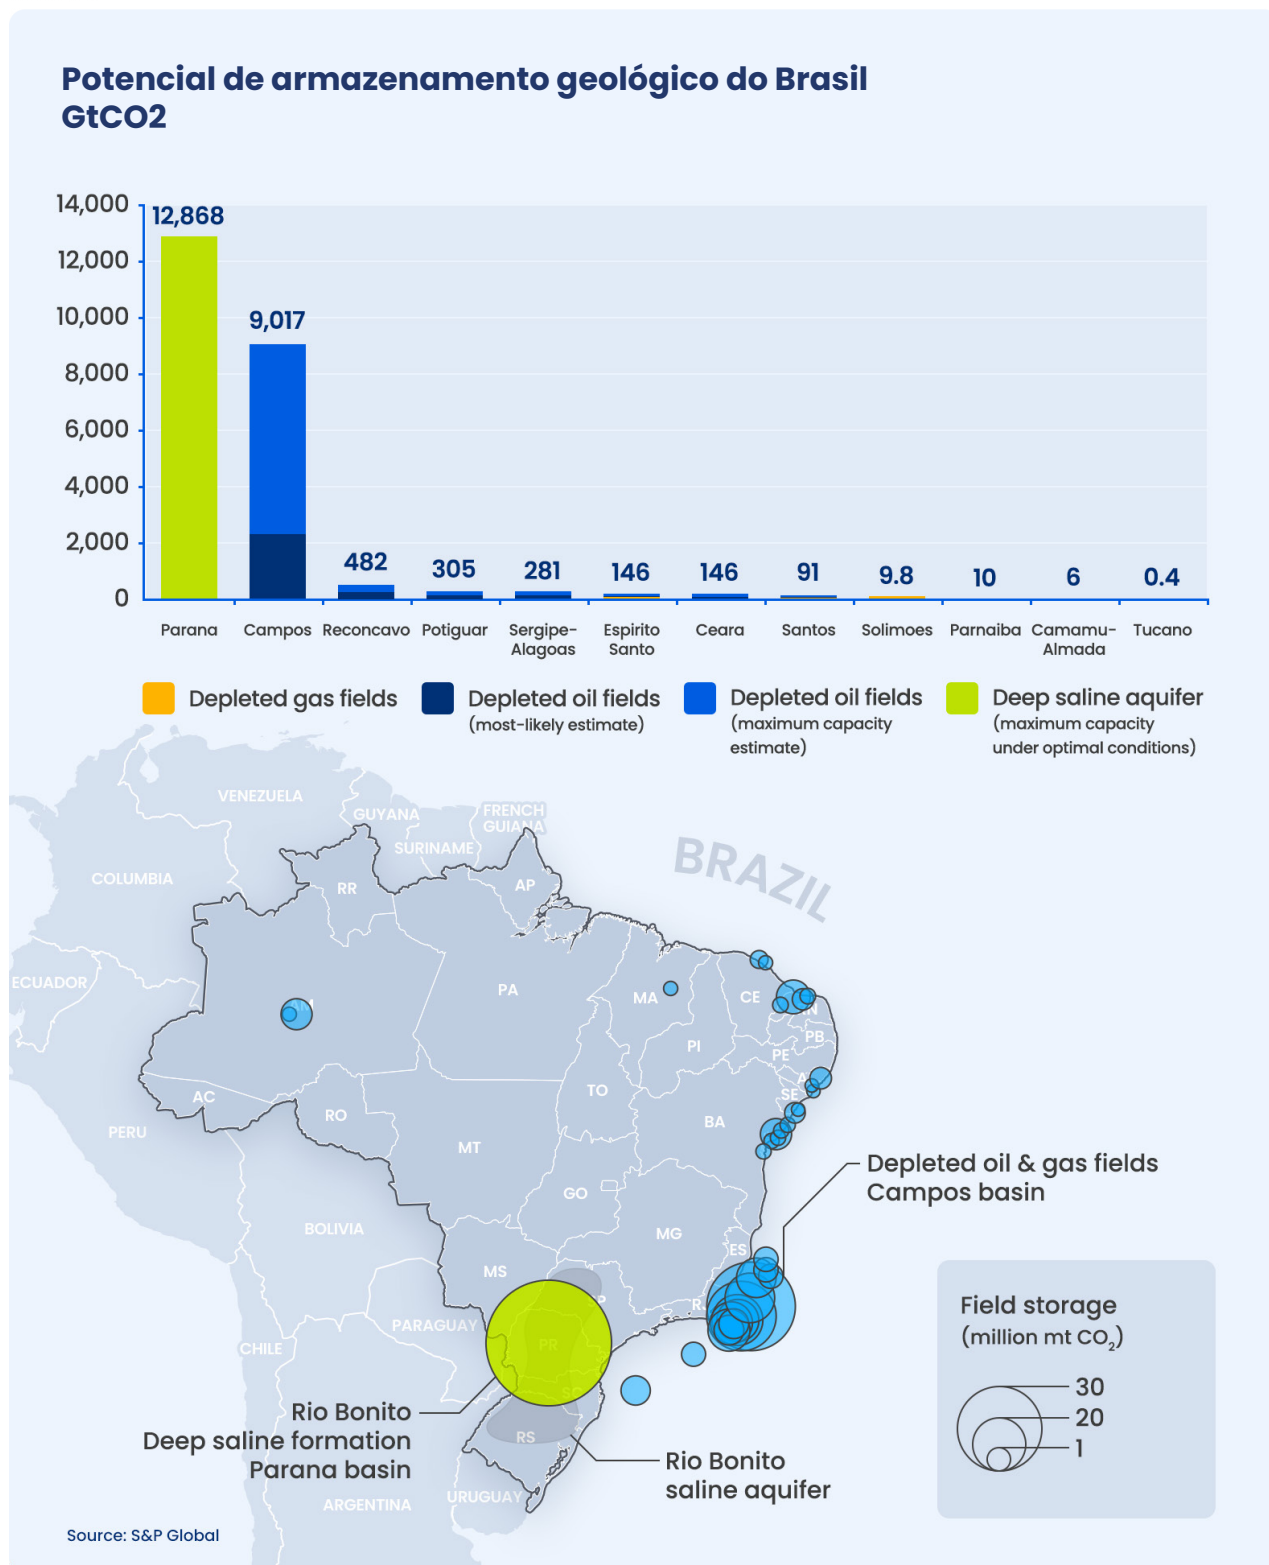 Potencial de armazenamento geológico do Brasil
GtCO2
14,000
12,000
10,000
8,000
6,000
4,000
2,000
0
12,868
9,017
482
305
281
146
146
91
9.8
10
6
0.4
Parana
Campos
Reconcavo
Potiguar
Sergipe-
Alagoas
Espirito
Santo
Ceara
Santos
Solimoes
Parnaiba
Camamu-
Almada
Tucano
Depleted gas fields
Depleted oil fields
(most-likely estimate)
Depleted oil fields
(maximum capacity
estimate)
Deep saline aquifer
(maximum capacity
under optimal conditions)
VENEZUELA
GUYANA
FRENCH
GUIANA
SURINAME
COLUMBIA
BRAZIL
RR
AP
ECUADOR
PA
MA
CE
PB
PI
PE
TO
SE
AC
RO
BA
PERU
MT
GO
Depleted oil & gas fields
Campos basin
BOLIVIA
MG
ES
MS
PARAGUAY
PR
CHILE
SC
RS
Rio Bonito
Deep saline formation
Parana basin
Rio Bonito
saline aquifer
URUGUAY
ARGENTINA
Field storage
(million mt CO₂)
30
20
1
Source: S&P Global